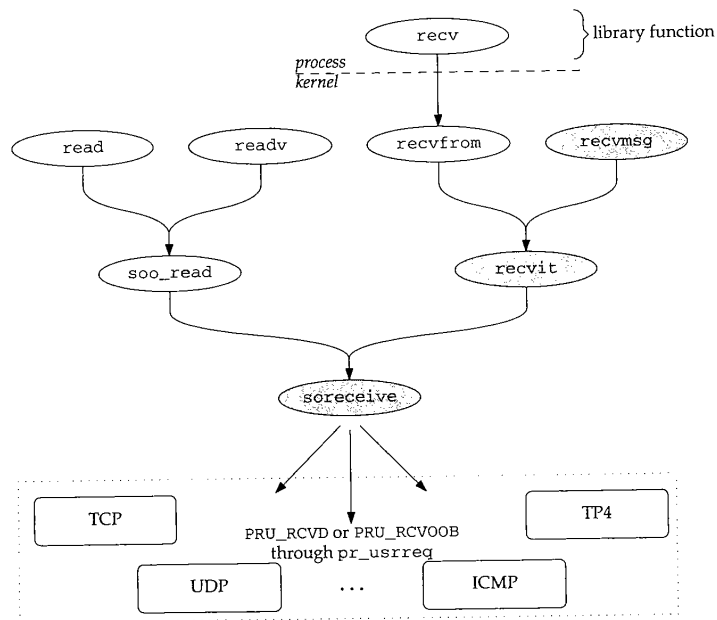 recv
library function
process
kernel
read
readv
recvfrom
recvmsg
soo_read
recvit
soreceive
TCP
TP4
PRU_RCVD or PRU_RCVOOB
through pr_usrreq
UDP
...
ICMP